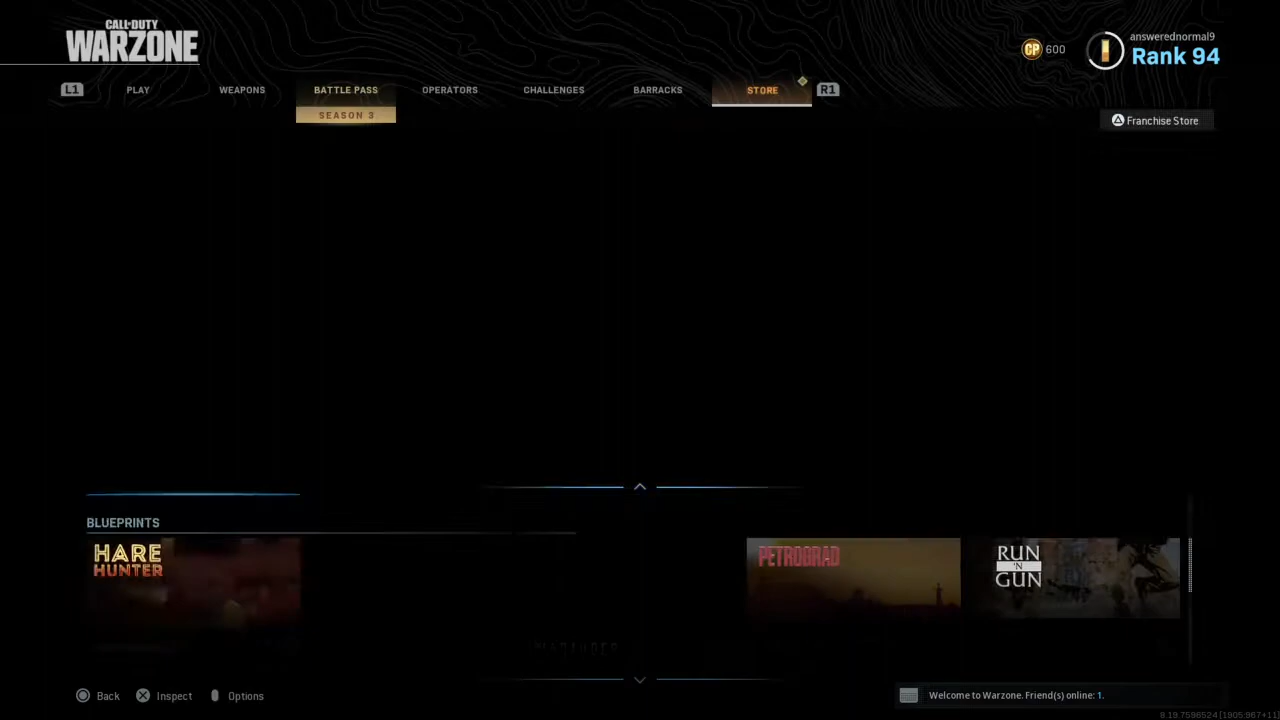 CALL OF DUTY
WARZONE
CP 600
answerednormal9
Rank 94
L1 PLAY WEAPONS BATTLE PASS OPERATORS CHALLENGES BARRACKS STORE R1
SEASON 3
Franchise Store
BLUEPRINTS
HARE
HUNTER
PETROGRAD
RUN
'N
GUN
Back Inspect Options
Welcome to Warzone. Friend(s) online: 1.